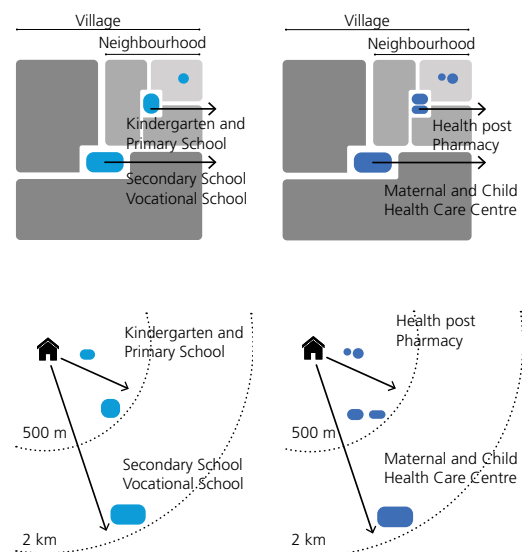 Village
Neighbourhood
Kindergarten and
Primary School
Secondary School
Vocational School
Village
Neighbourhood
Health post
Pharmacy
Maternal and Child
Health Care Centre
Kindergarten and
Primary School
500 m
Secondary School
Vocational School
2 km
Health post
Pharmacy
500 m
Maternal and Child
Health Care Centre
2 km